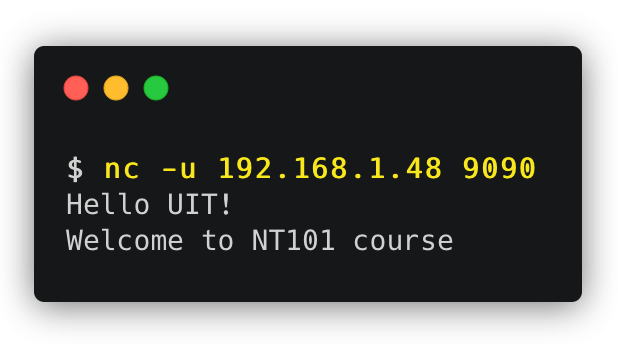 $ nc -u 192.168.1.48 9090
Hello UIT!
Welcome to NT101 course